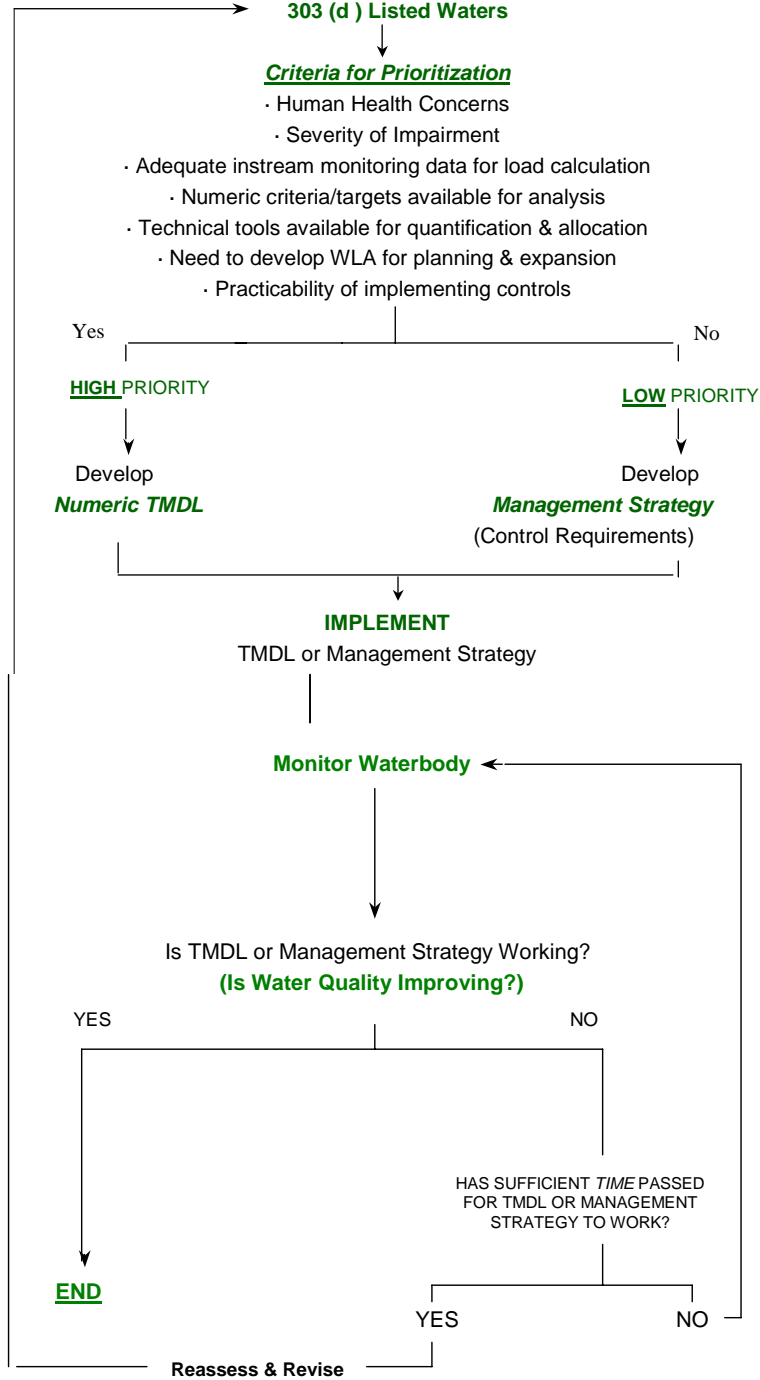 303 (d ) Listed Waters
Criteria for Prioritization
· Human Health Concerns
· Severity of Impairment
· Adequate instream monitoring data for load calculation
· Numeric criteria/targets available for analysis
· Technical tools available for quantification & allocation
· Need to develop WLA for planning & expansion
· Practicability of implementing controls
Yes
No
HIGH PRIORITY
LOW PRIORITY
Develop
Numeric TMDL
Develop
Management Strategy
(Control Requirements)
IMPLEMENT
TMDL or Management Strategy
Monitor Waterbody
Is TMDL or Management Strategy Working?
(Is Water Quality Improving?)
YES
NO
HAS SUFFICIENT TIME PASSED
FOR TMDL OR MANAGEMENT
STRATEGY TO WORK?
END
YES
NO
Reassess & Revise